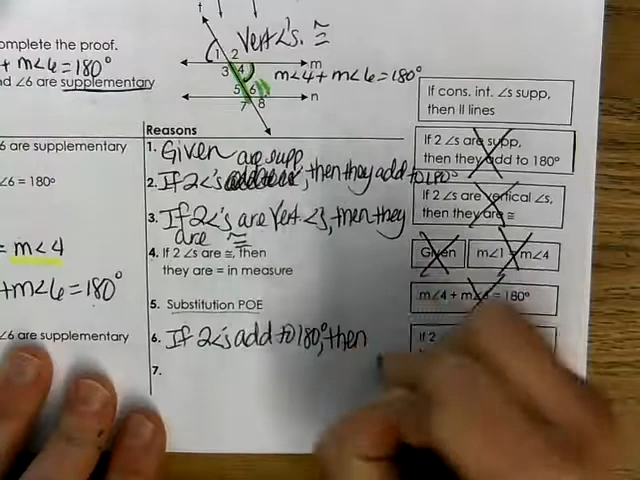 t
Vert ∠'s. ≅
omplete the proof.
1 2
m
+ m∠6 = 180°
3 4
m∠4 + m∠6 = 180°
nd ∠6 are supplementary
5 6
n
7 8
If cons. int. ∠s supp,
then ll lines
Reasons
6 are supplementary
1. Given
are supp
If 2 ∠s are supp,
then they add to 180°
∠6 = 180°
2. If 2∠'s , then they add to 180°
If 2 ∠s are vertical ∠s,
then they are ≅
3. If 2∠'s are Vert ∠'s, then they
are ≅
= m∠4
4. If 2 ∠s are ≅, then
they are = in measure
Given
m∠1 = m∠4
+ m∠6 = 180°
m∠4 + m∠6 = 180°
5. Substitution POE
∠6 are supplementary
6. If 2∠'s add to 180°, then
If 2
7.